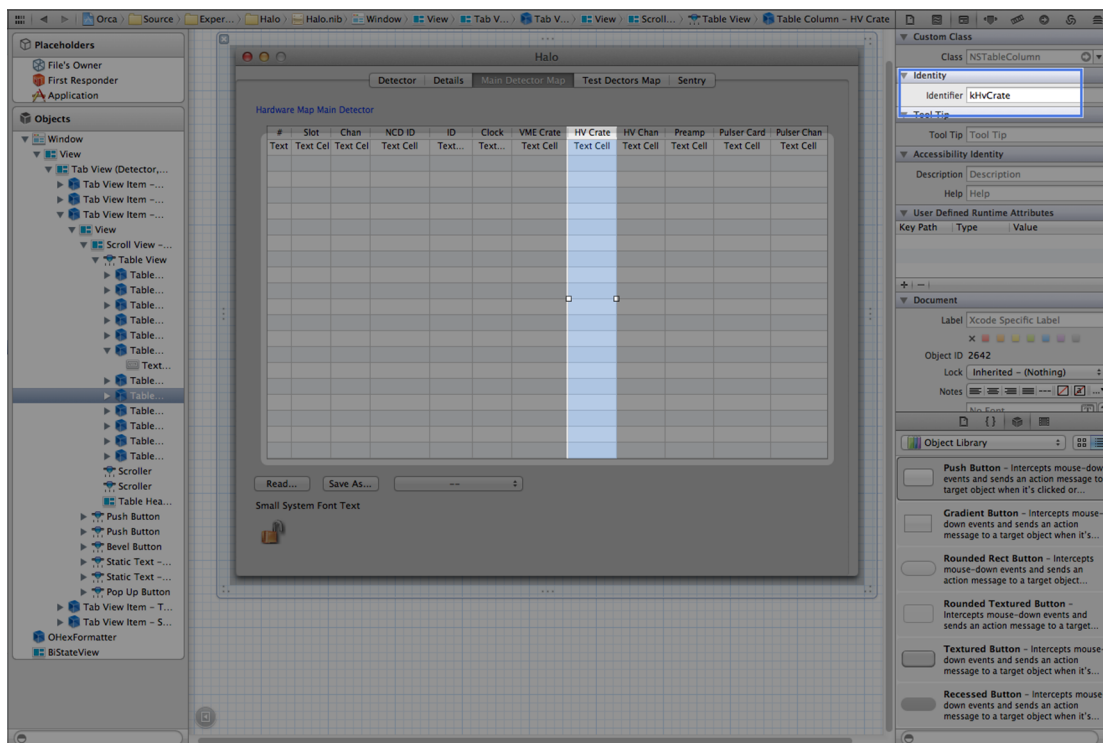 Orca Source Exper... Halo Halo.nib Window View Tab V... Tab V... View Scroll... Table View Table Column - HV Crate
Placeholders
File's Owner
First Responder
Application
Objects
Window
View
Tab View (Detector,...
Tab View Item -...
Tab View Item -...
Tab View Item -...
View
Scroll View -...
Table View
Table...
Table...
Table...
Table...
Table...
Table...
Text...
Table...
Table...
Table...
Table...
Table...
Table...
Scroller
Scroller
Table Hea...
Push Button
Push Button
Bevel Button
Static Text -...
Static Text -...
Pop Up Button
Tab View Item - T...
Tab View Item - S...
OHexFormatter
BiStateView
Halo
Detector Details Main Detector Map Test Dectors Map Sentry
Hardware Map Main Detector
# Slot Chan NCD ID ID Clock VME Crate HV Crate HV Chan Preamp Pulser Card Pulser Chan
Text Text Cel Text Cel Text Cell Text... Text... Text Cell Text Cell Text Cell Text Cell Text Cell Text Cell
Read... Save As... --
Small System Font Text
Custom Class
Class NSTableColumn
Identity
Identifier kHvCrate
Tool Tip
Tool Tip Tool Tip
Accessibility Identity
Description Description
Help Help
User Defined Runtime Attributes
Key Path Type Value
Document
Label Xcode Specific Label
Object ID 2642
Lock Inherited - (Nothing)
Notes
No Font
Object Library
Push Button - Intercepts mouse-dow
events and sends an action message to
target object when it's clicked or...
Gradient Button - Intercepts mouse-
down events and sends an action
message to a target object when it's...
Rounded Rect Button - Intercepts
mouse-down events and sends an
action message to a target object...
Rounded Textured Button -
Intercepts mouse-down events and
sends an action message to a target...
Textured Button - Intercepts mouse-
down events and sends an action
message to a target object when it's...
Recessed Button - Intercepts mouse
down events and sends an action
message to a target object when it's...